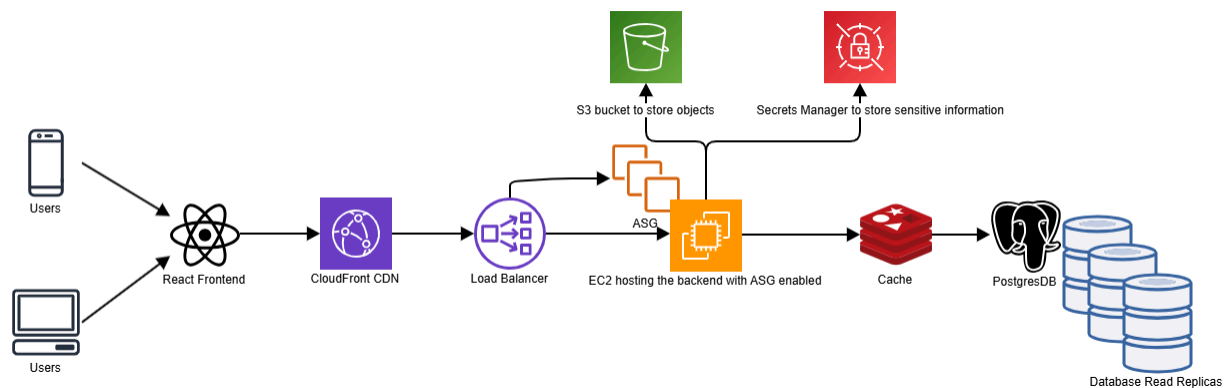 S3 bucket to store objects
Secrets Manager to store sensitive information
Users
ASG
React Frontend
CloudFront CDN
Load Balancer
EC2 hosting the backend with ASG enabled
Cache
PostgresDB
Users
Database Read Replicas